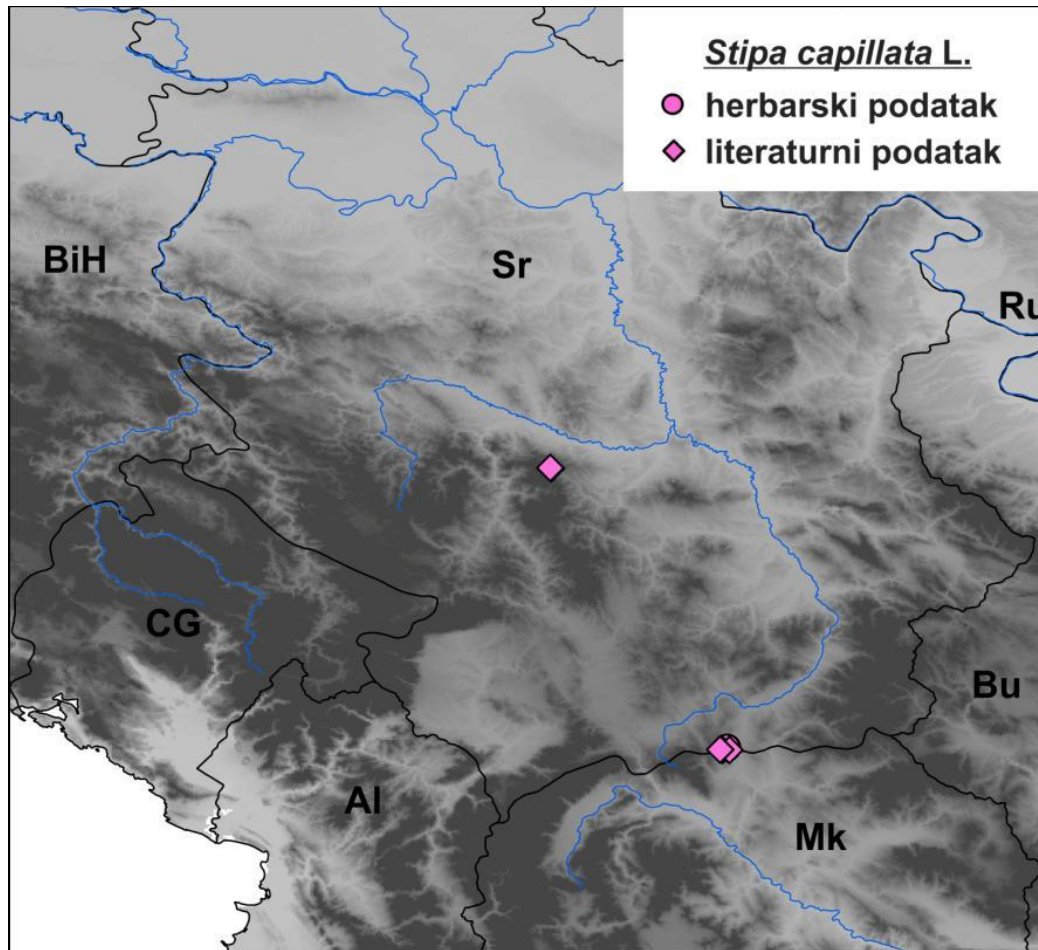 Stipa capillata L.
herbarski podatak
literaturni podatak
BiH
Sr
Ru
CG
Bu
Al
Mk